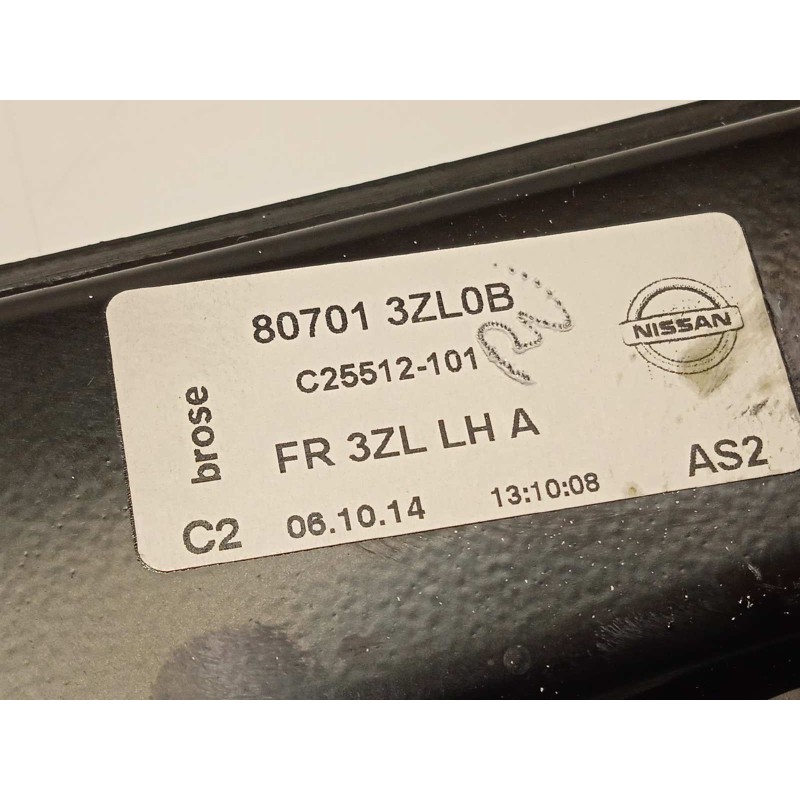 80701 3ZL0B
C25512-101
NISSAN
brose
FR 3ZL LH A
AS2
C2 06.10.14 13:10:08